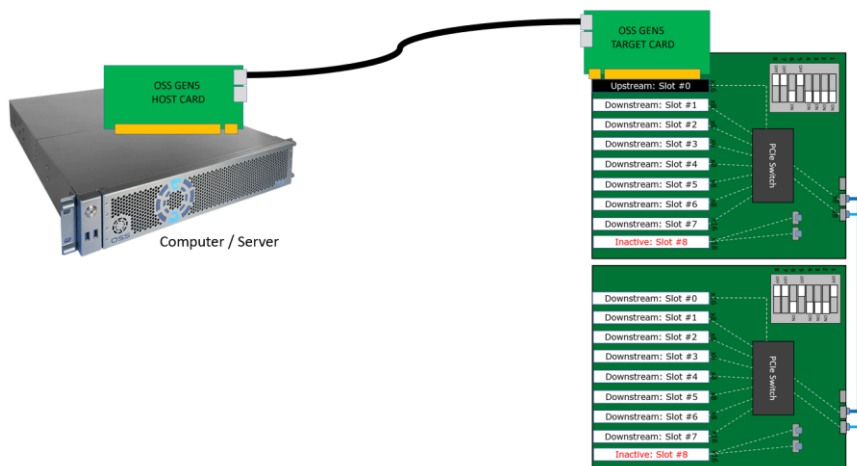 OSS GEN5
TARGET CARD
OSS GEN5
HOST CARD
Upstream: Slot #0
Downstream: Slot #1
Downstream: Slot #2
Downstream: Slot #3
Downstream: Slot #4
Downstream: Slot #5
Downstream: Slot #6
Downstream: Slot #7
Inactive: Slot #8
PCIe Switch
OSS
Computer / Server
Downstream: Slot #0
Downstream: Slot #1
Downstream: Slot #2
Downstream: Slot #3
Downstream: Slot #4
Downstream: Slot #5
Downstream: Slot #6
Downstream: Slot #7
Inactive: Slot #8
PCIe Switch